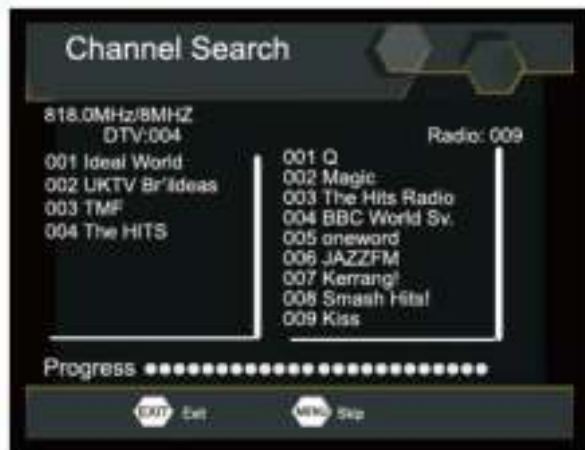 Channel Search
818.0MHz/8MHZ
DTV:004
Radio: 009
001 Ideal World
002 UKTV Br'Ideas
003 TMF
004 The HITS
001 Q
002 Magic
003 The Hits Radio
004 BBC World Sv.
005 oneword
006 JAZZFM
007 Kerrang!
008 Smash Hits!
009 Kiss
Progress
EXIT Exit
MENU Skip